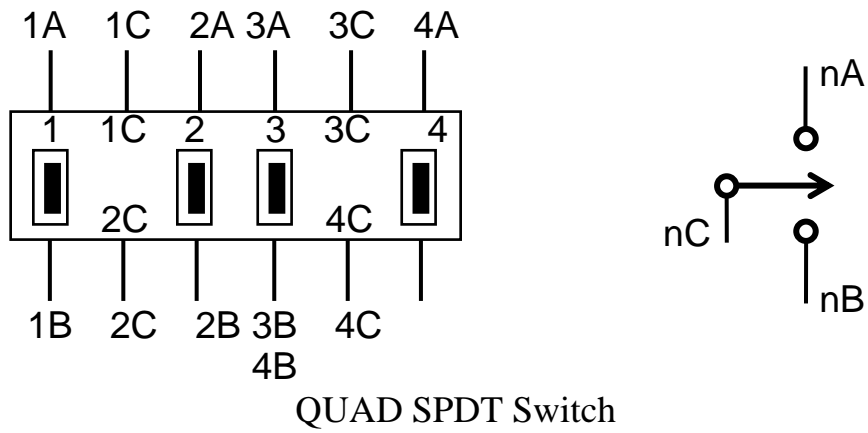 1A 1C 2A 3A 3C 4A
1 1C 2 3 3C 4
2C 4C
1B 2C 2B 3B 4C
4B
nA
nC
nB
QUAD SPDT Switch